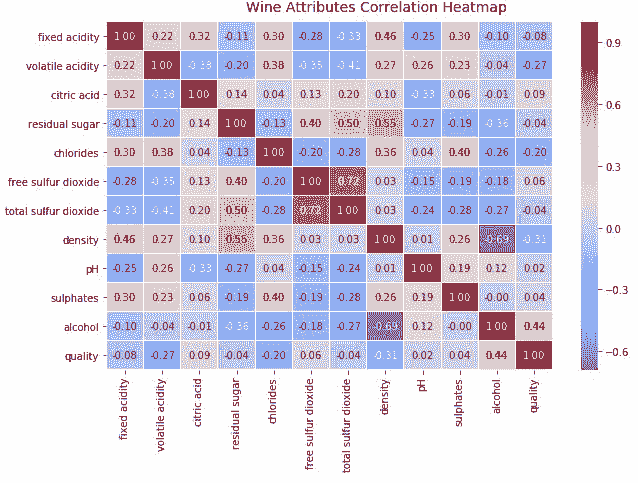 Wine Attributes Correlation Heatmap
fixed acidity 1.00 0.22 0.32 -0.11 0.30 -0.28 -0.33 0.46 -0.25 0.30 -0.10 -0.08
volatile acidity 0.22 1.00 -0.38 -0.20 0.38 -0.35 -0.41 0.27 0.26 0.23 -0.04 -0.27
citric acid 0.32 -0.38 1.00 0.14 0.04 0.13 0.20 0.10 -0.33 0.06 -0.01 0.09
residual sugar -0.11 -0.20 0.14 1.00 -0.13 0.40 0.50 0.55 -0.27 -0.19 -0.36 -0.04
chlorides 0.30 0.38 0.04 -0.13 1.00 -0.20 -0.28 0.36 0.04 0.40 -0.26 -0.20
free sulfur dioxide -0.28 -0.35 0.13 0.40 -0.20 1.00 0.72 0.03 -0.15 -0.19 -0.18 0.06
total sulfur dioxide -0.33 -0.41 0.20 0.50 -0.28 0.72 1.00 0.03 -0.24 -0.28 -0.27 -0.04
density 0.46 0.27 0.10 0.55 0.36 0.03 0.03 1.00 0.01 0.26 -0.69 -0.31
pH -0.25 0.26 -0.33 -0.27 0.04 -0.15 -0.24 0.01 1.00 0.19 0.12 0.02
sulphates 0.30 0.23 0.06 -0.19 0.40 -0.19 -0.28 0.26 0.19 1.00 -0.00 0.04
alcohol -0.10 -0.04 -0.01 -0.36 -0.26 -0.18 -0.27 -0.69 0.12 -0.00 1.00 0.44
quality -0.08 -0.27 0.09 -0.04 -0.20 0.06 -0.04 -0.31 0.02 0.04 0.44 1.00
fixed acidity
volatile acidity
citric acid
residual sugar
chlorides
free sulfur dioxide
total sulfur dioxide
density
pH
sulphates
alcohol
quality
0.9
0.6
0.3
0.0
−0.3
−0.6